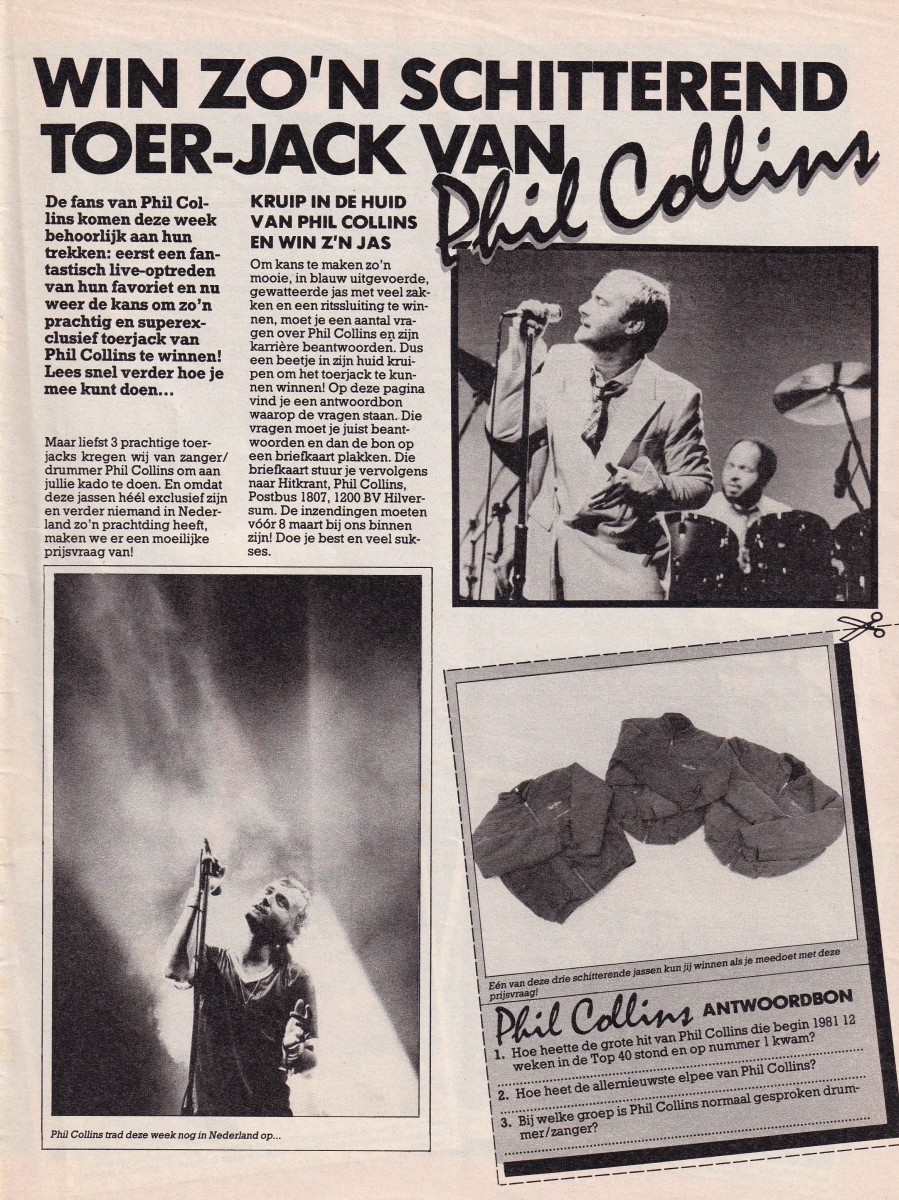 WIN ZO'N SCHITTEREND
TOER-JACK VAN
Phil Collins
De fans van Phil Col-
lins komen deze week
behoorlijk aan hun
trekken: eerst een fan-
tastisch live-optreden
van hun favoriet en nu
weer de kans om zo'n
prachtig en superex-
clusief toerjack van
Phil Collins te winnen!
Lees snel verder hoe je
mee kunt doen...
Maar liefst 3 prachtige toer-
jacks kregen wij van zanger/
drummer Phil Collins om aan
jullie kado te doen. En omdat
deze jassen héél exclusief zijn
en verder niemand in Neder-
land zo'n prachtding heeft,
maken we er een moeilijke
prijsvraag van!
KRUIP IN DE HUID
VAN PHIL COLLINS
EN WIN Z'N JAS
Om kans te maken zo'n
mooie, in blauw uitgevoerde,
gewatteerde jas met veel zak-
ken en een ritssluiting te win-
nen, moet je een aantal vra-
gen over Phil Collins en zijn
karrière beantwoorden. Dus
een beetje in zijn huid krui-
pen om het toerjack te kun-
nen winnen! Op deze pagina
vind je een antwoordbon
waarop de vragen staan. Die
vragen moet je juist beant-
woorden en dan de bon op
een briefkaart plakken. Die
briefkaart stuur je vervolgens
naar Hitkrant, Phil Collins,
Postbus 1807, 1200 BV Hilver-
sum. De inzendingen moeten
vóór 8 maart bij ons binnen
zijn! Doe je best en veel suk-
ses.
Phil Collins trad deze week nog in Nederland op...
Eén van deze drie schitterende jassen kun jij winnen als je meedoet met deze
prijsvraag!
Phil Collins ANTWOORDBON
1. Hoe heette de grote hit van Phil Collins die begin 1981 12
weken in de Top 40 stond en op nummer 1 kwam?
2. Hoe heet de allernieuwste elpee van Phil Collins?
3. Bij welke groep is Phil Collins normaal gesproken drum-
mer/zanger?